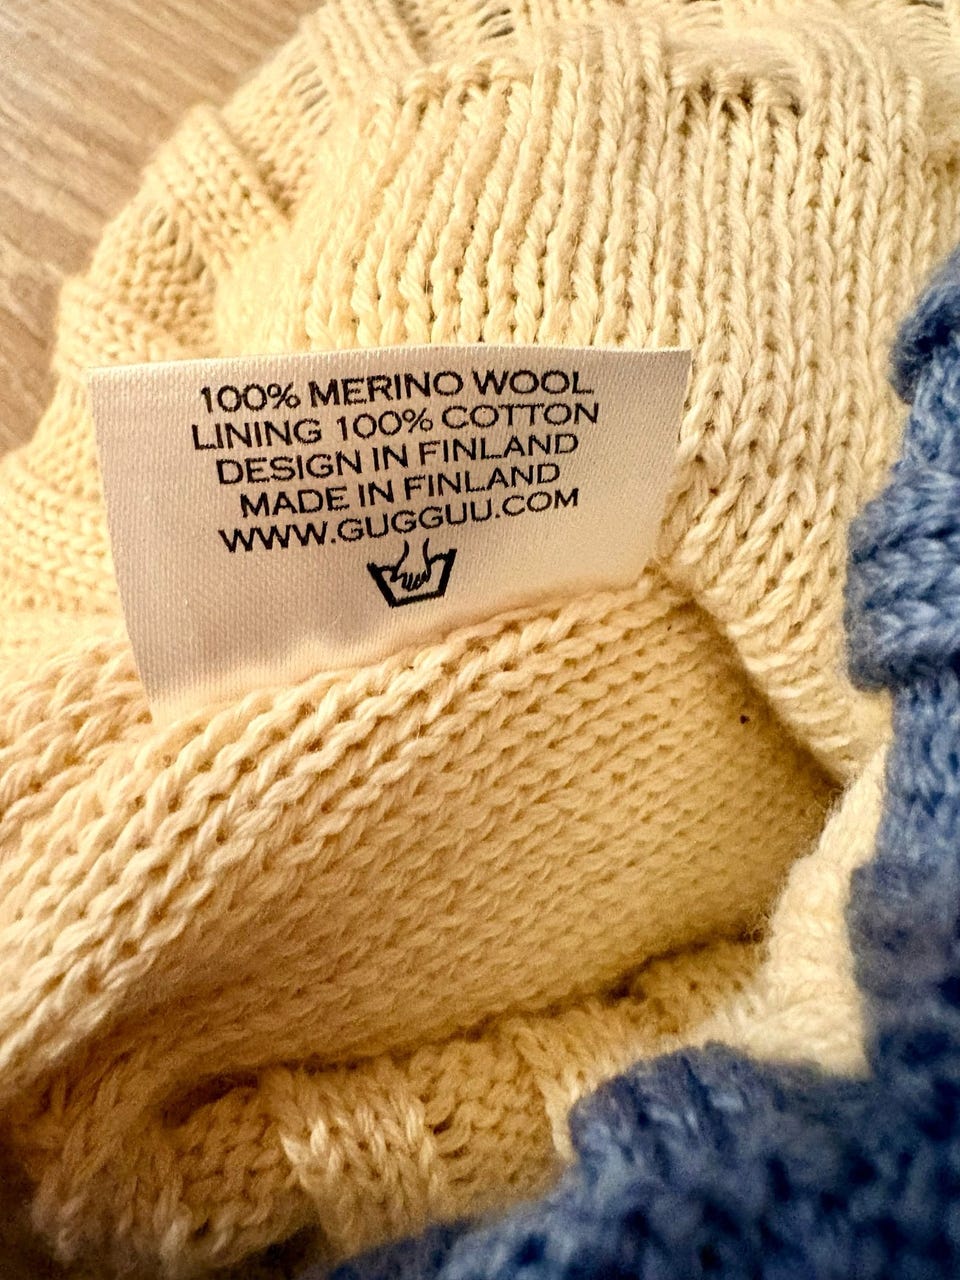 100% MERINO WOOL
LINING 100% COTTON
DESIGN IN FINLAND
MADE IN FINLAND
WWW.GUGGUU.COM